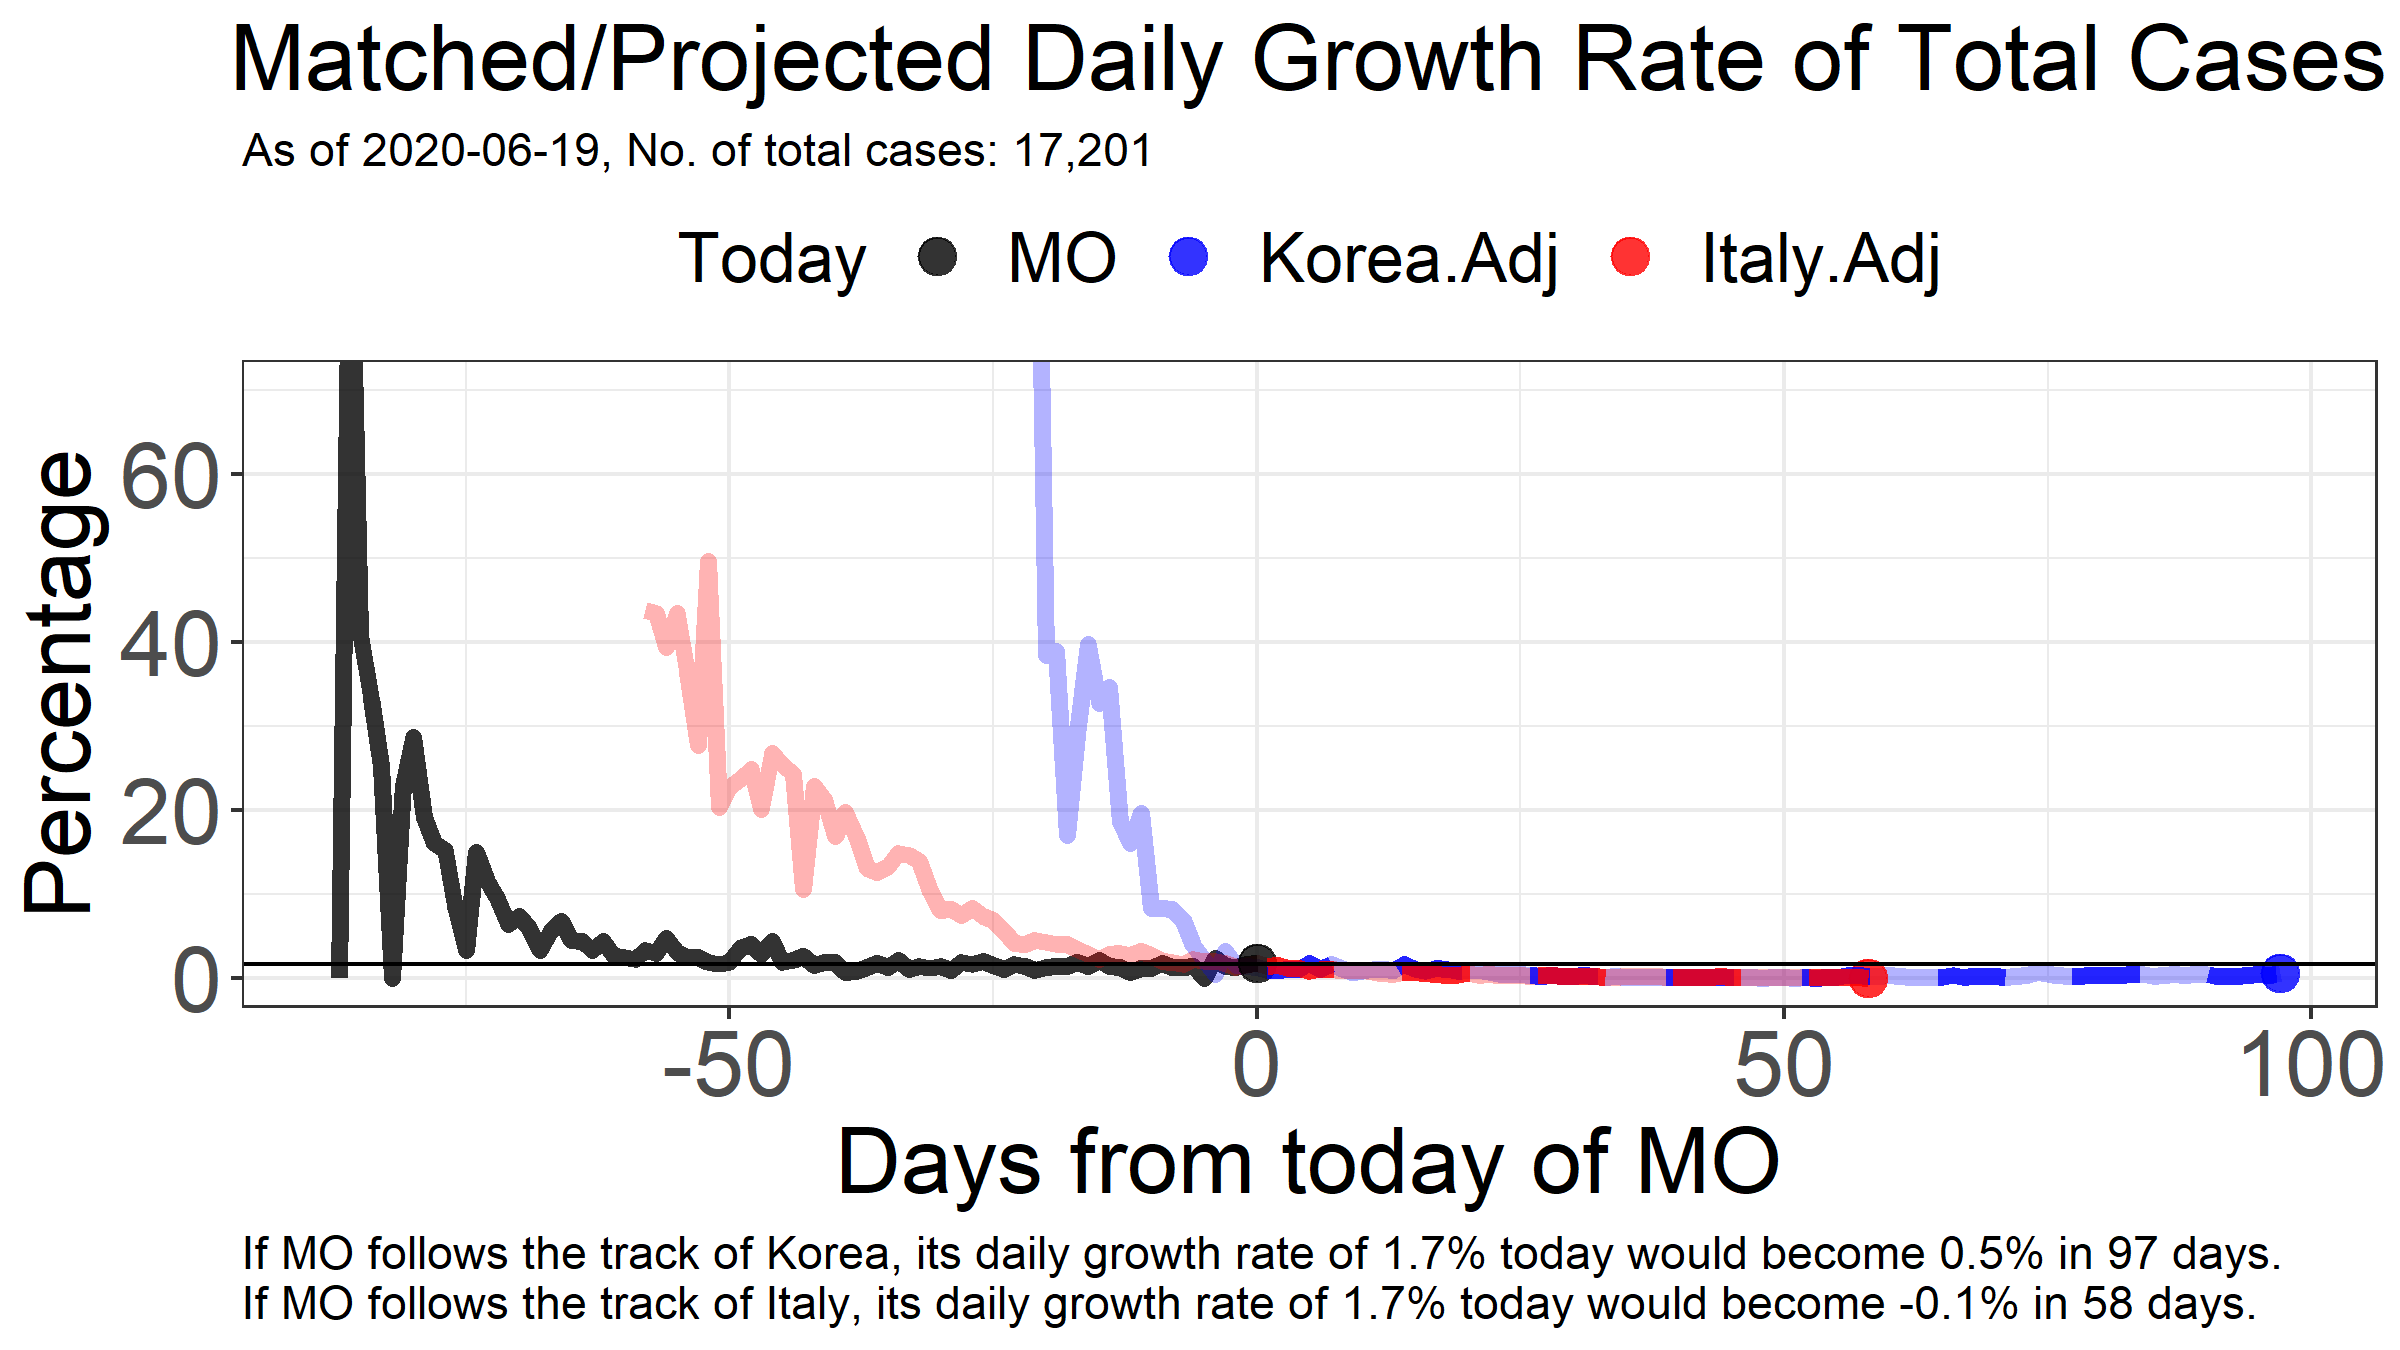 Matched/Projected Daily Growth Rate of Total Cases
As of 2020-06-19, No. of total cases: 17,201
Today MO Korea.Adj Italy.Adj
Percentage
60
40
20
0
-50 0 50 100
Days from today of MO
If MO follows the track of Korea, its daily growth rate of 1.7% today would become 0.5% in 97 days.
If MO follows the track of Italy, its daily growth rate of 1.7% today would become -0.1% in 58 days.